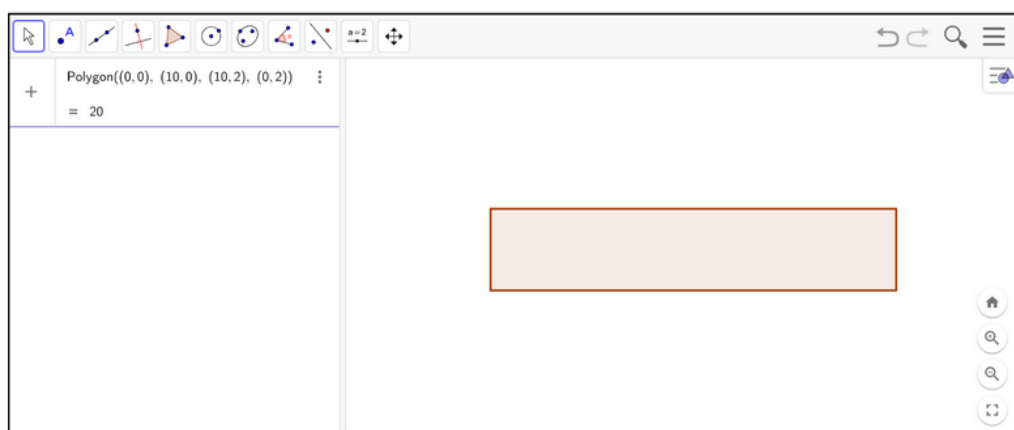 A
a=2
Polygon((0,0), (10,0), (10,2), (0,2))
= 20